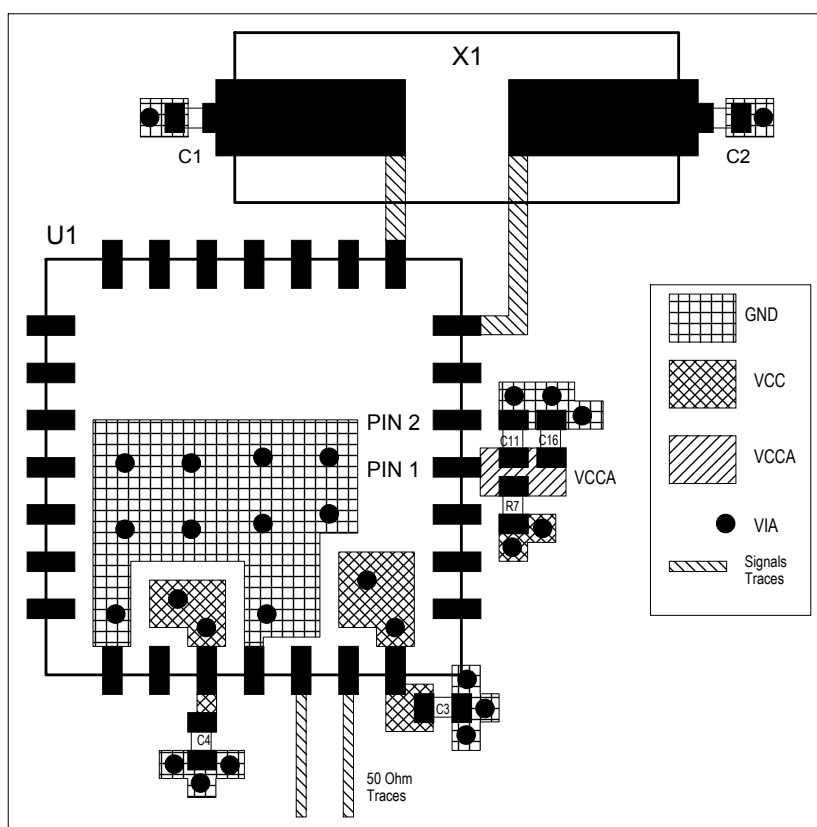 X1
C1
C2
U1
GND
VCC
PIN 2
C11
C16
PIN 1
VCCA
VCCA
R7
VIA
Signals
Traces
C3
C4
50 Ohm
Traces